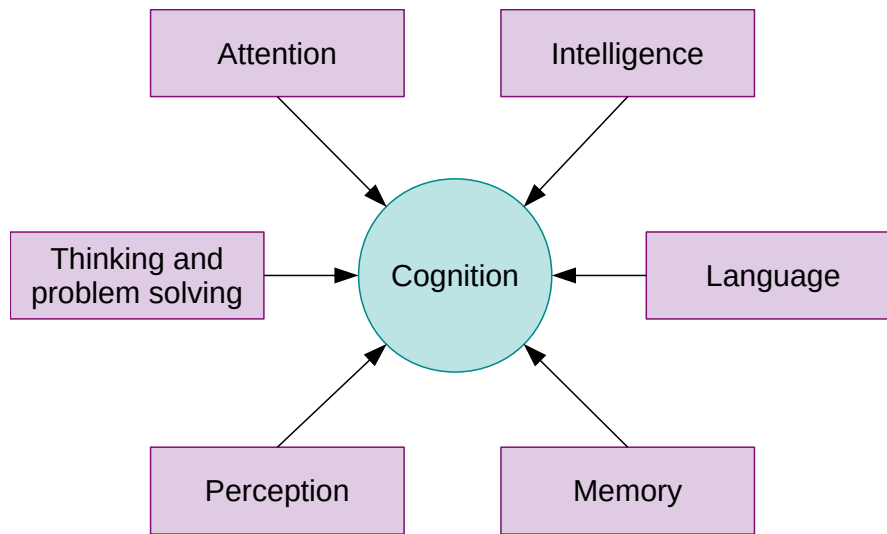 Attention
Intelligence
Thinking and
problem solving
Cognition
Language
Perception
Memory